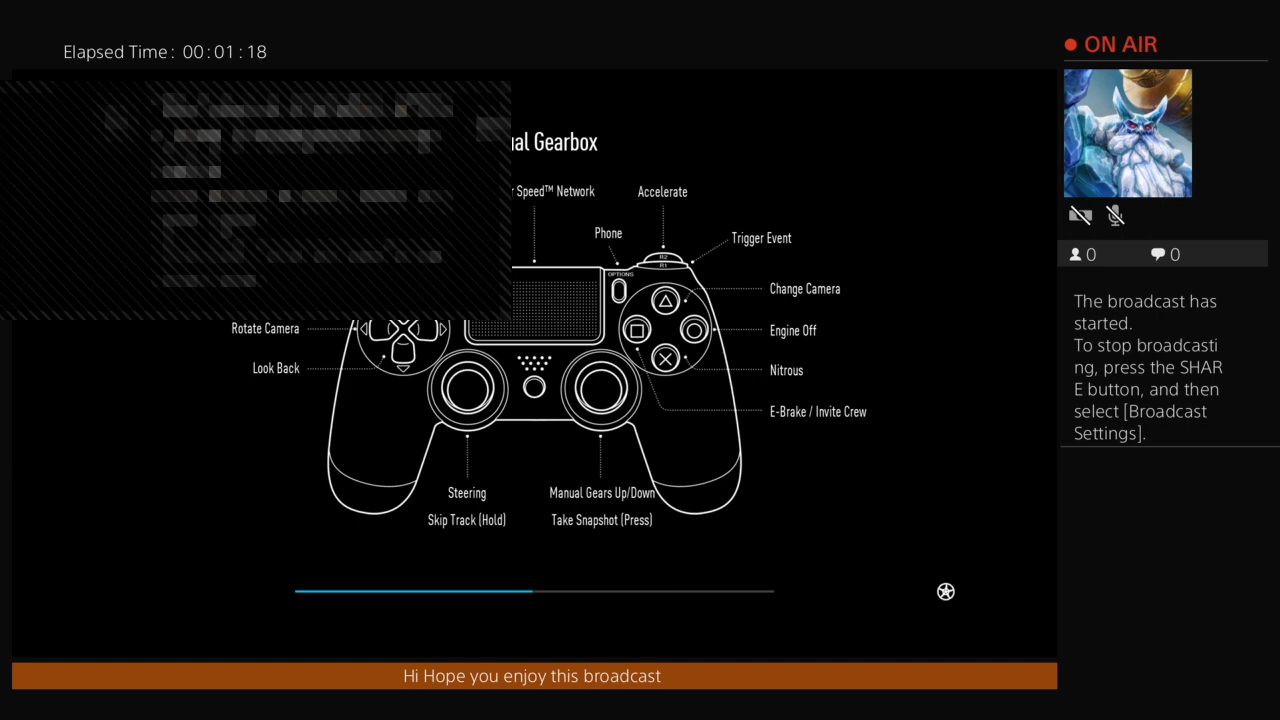 Elapsed Time: 00:01:18
ON AIR
ual Gearbox
Speed™ Network
Accelerate
Phone
Trigger Event
R2
R1
OPTIONS
Change Camera
Rotate Camera
Engine Off
Look Back
Nitrous
E-Brake / Invite Crew
Steering
Manual Gears Up/Down
Skip Track (Hold)
Take Snapshot (Press)
0
0
The broadcast has
started.
To stop broadcasti
ng, press the SHAR
E button, and then
select [Broadcast
Settings].
Hi Hope you enjoy this broadcast